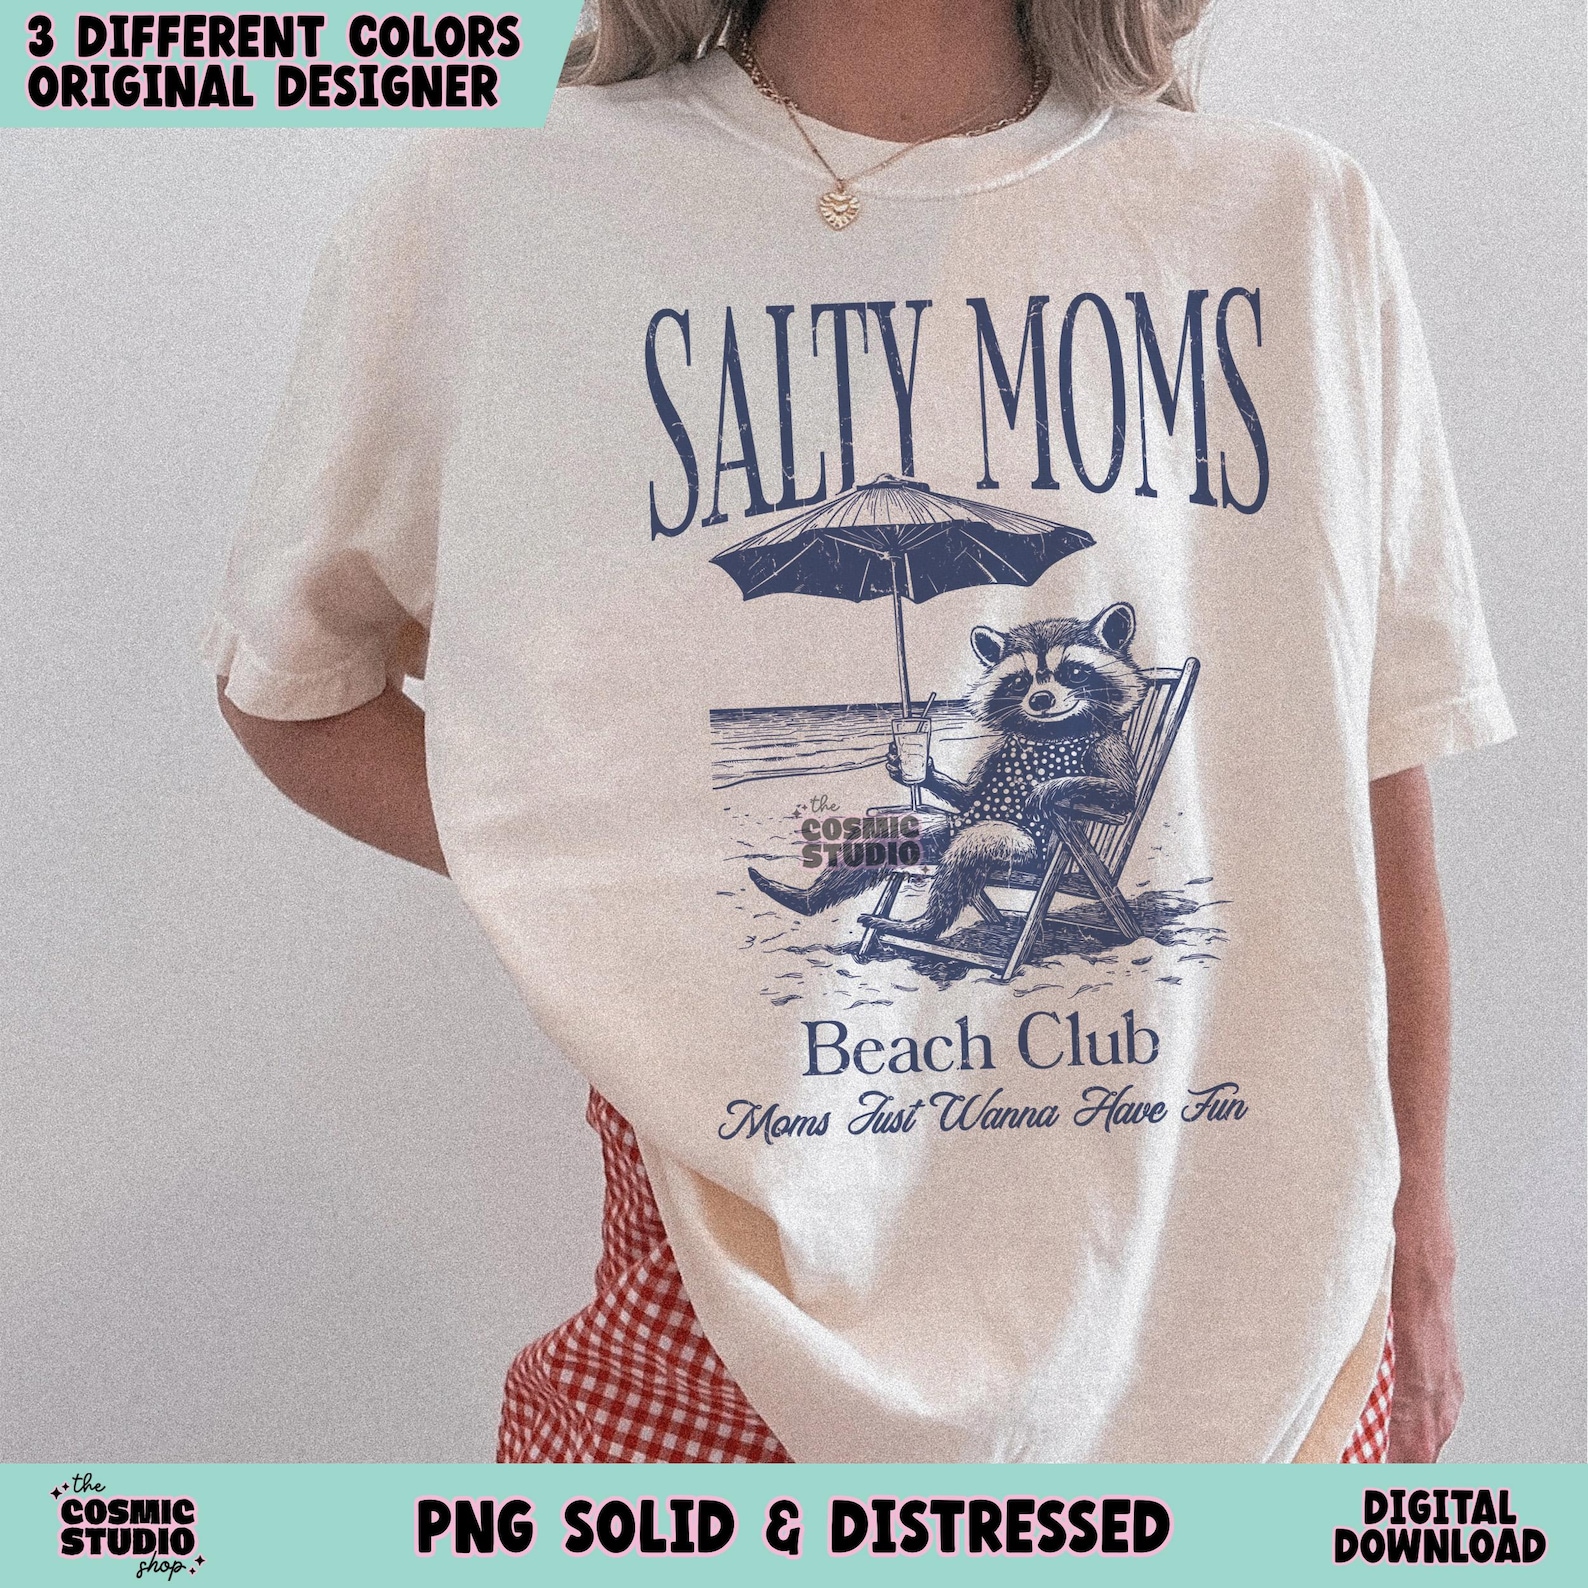 3 DIFFERENT COLORS
ORIGINAL DESIGNER
SALTY MOMS
the
COSMIC
STUDIO
shop
Beach Club
Moms Just Wanna Have Fun
the
COSMIC
STUDIO
shop
PNG SOLID & DISTRESSED
DIGITAL
DOWNLOAD